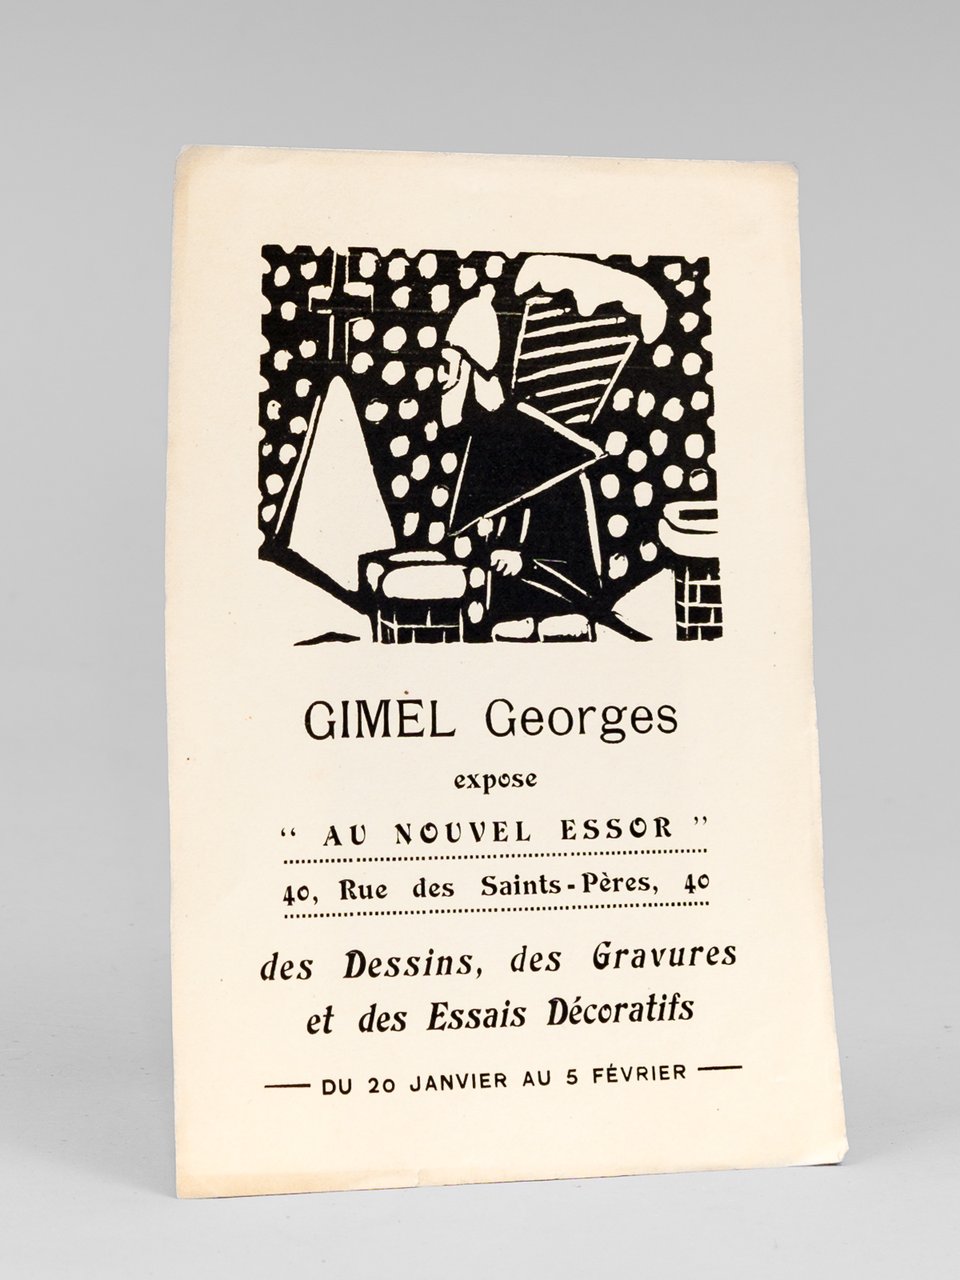 GIMEL Georges
expose
“ AU NOUVEL ESSOR ”
40, Rue des Saints-Pères, 40
des Dessins, des Gravures
et des Essais Décoratifs
— DU 20 JANVIER AU 5 FÉVRIER —